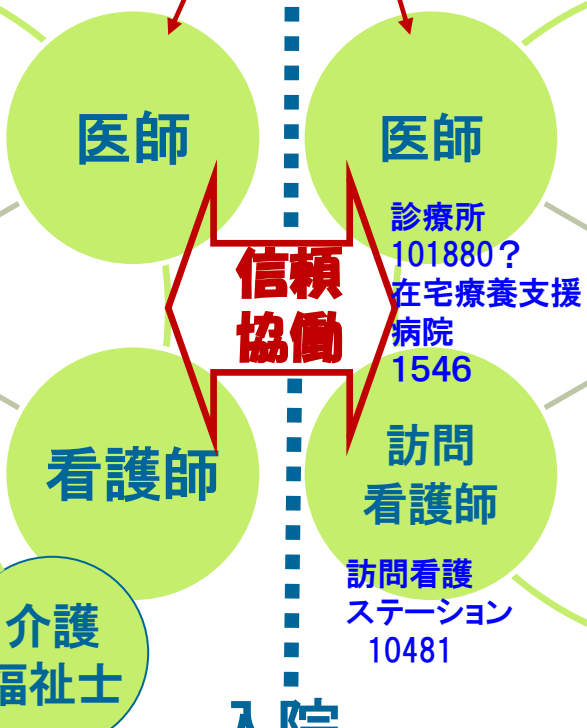 医師
医師
診療所
101880?
在宅療養支援
病院
1546
信頼
協働
看護師
訪問
看護師
訪問看護
ステーション
10481
介護
福祉士
入院